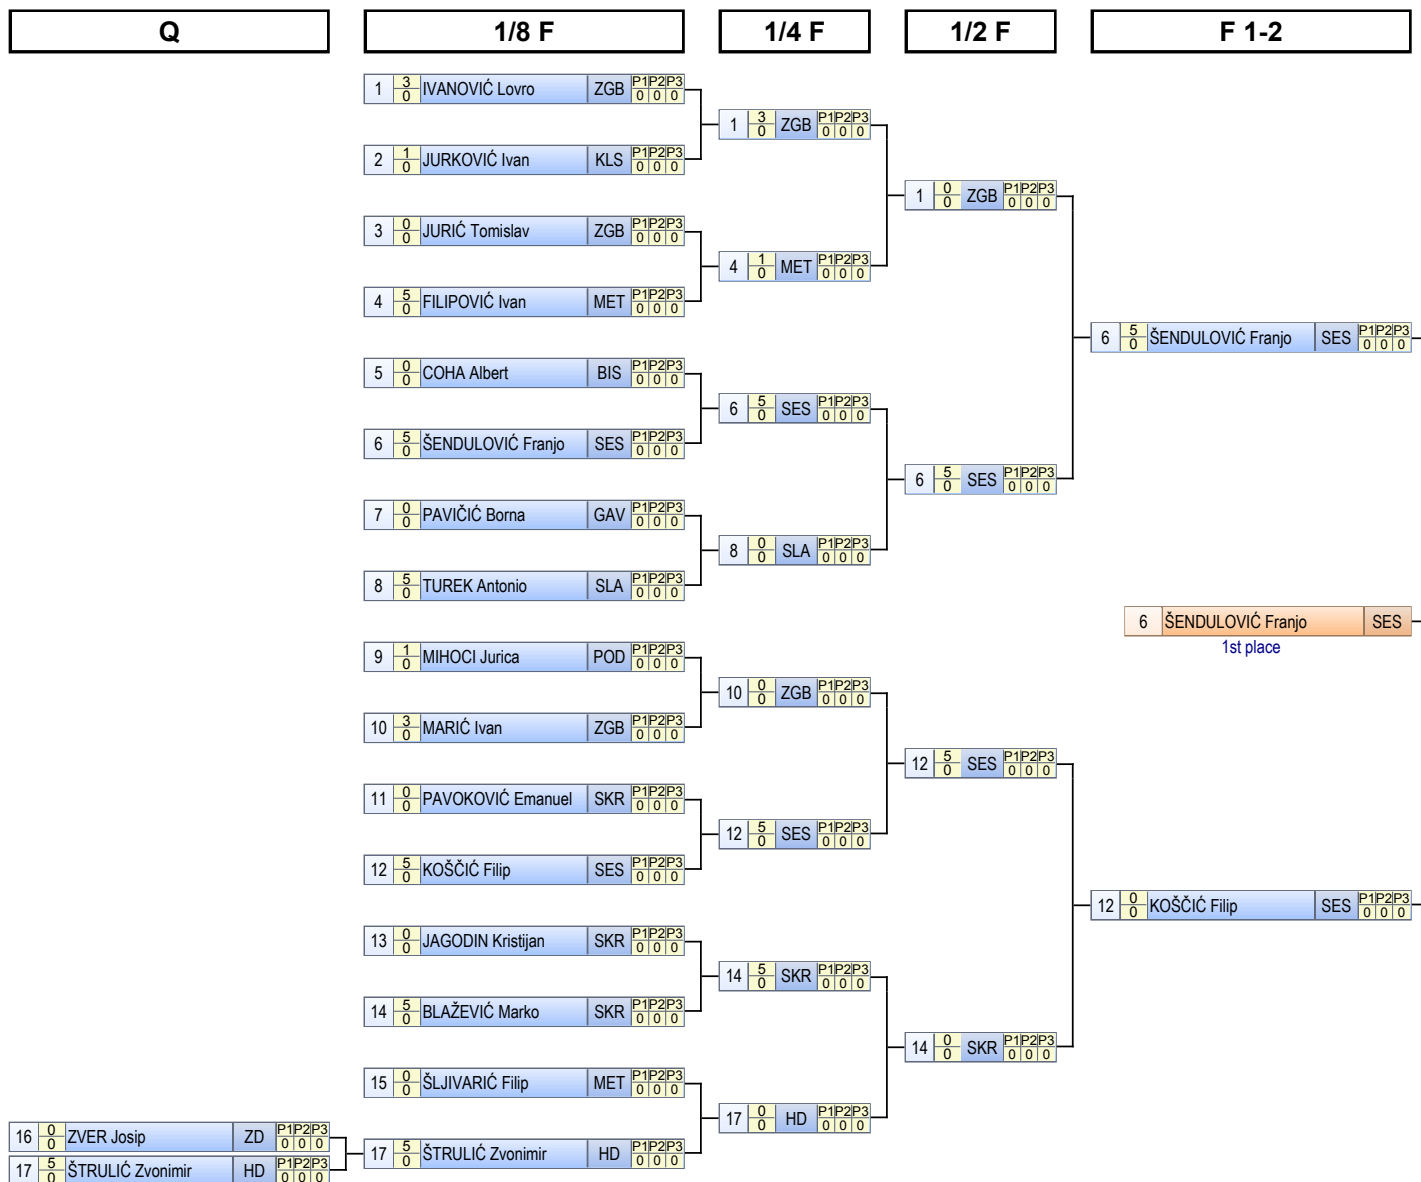 Q 1/8 F 1/4 F 1/2 F F 1-2
1 3 0 IVANOVIĆ Lovro ZGB P1 P2 P3 0 0 0
1 3 0 ZGB P1 P2 P3 0 0 0
2 1 0 JURKOVIĆ Ivan KLS P1 P2 P3 0 0 0
1 0 0 ZGB P1 P2 P3 0 0 0
3 0 0 JURIĆ Tomislav ZGB P1 P2 P3 0 0 0
4 1 0 MET P1 P2 P3 0 0 0
4 5 0 FILIPOVIĆ Ivan MET P1 P2 P3 0 0 0
6 5 0 ŠENDULOVIĆ Franjo SES P1 P2 P3 0 0 0
5 0 0 COHA Albert BIS P1 P2 P3 0 0 0
6 5 0 SES P1 P2 P3 0 0 0
6 5 0 ŠENDULOVIĆ Franjo SES P1 P2 P3 0 0 0
6 5 0 SES P1 P2 P3 0 0 0
7 0 0 PAVIČIĆ Borna GAV P1 P2 P3 0 0 0
8 0 0 SLA P1 P2 P3 0 0 0
8 5 0 TUREK Antonio SLA P1 P2 P3 0 0 0
6 ŠENDULOVIĆ Franjo SES
1st place
9 1 0 MIHOCI Jurica POD P1 P2 P3 0 0 0
10 0 0 ZGB P1 P2 P3 0 0 0
10 3 0 MARIĆ Ivan ZGB P1 P2 P3 0 0 0
12 5 0 SES P1 P2 P3 0 0 0
11 0 0 PAVOKOVIĆ Emanuel SKR P1 P2 P3 0 0 0
12 5 0 SES P1 P2 P3 0 0 0
12 5 0 KOŠČIĆ Filip SES P1 P2 P3 0 0 0
12 0 0 KOŠČIĆ Filip SES P1 P2 P3 0 0 0
13 0 0 JAGODIN Kristijan SKR P1 P2 P3 0 0 0
14 5 0 SKR P1 P2 P3 0 0 0
14 5 0 BLAŽEVIĆ Marko SKR P1 P2 P3 0 0 0
14 0 0 SKR P1 P2 P3 0 0 0
15 0 0 ŠLJIVARIĆ Filip MET P1 P2 P3 0 0 0
17 0 0 HD P1 P2 P3 0 0 0
16 0 0 ZVER Josip ZD P1 P2 P3 0 0 0
17 5 0 ŠTRULIĆ Zvonimir HD P1 P2 P3 0 0 0
17 5 0 ŠTRULIĆ Zvonimir HD P1 P2 P3 0 0 0